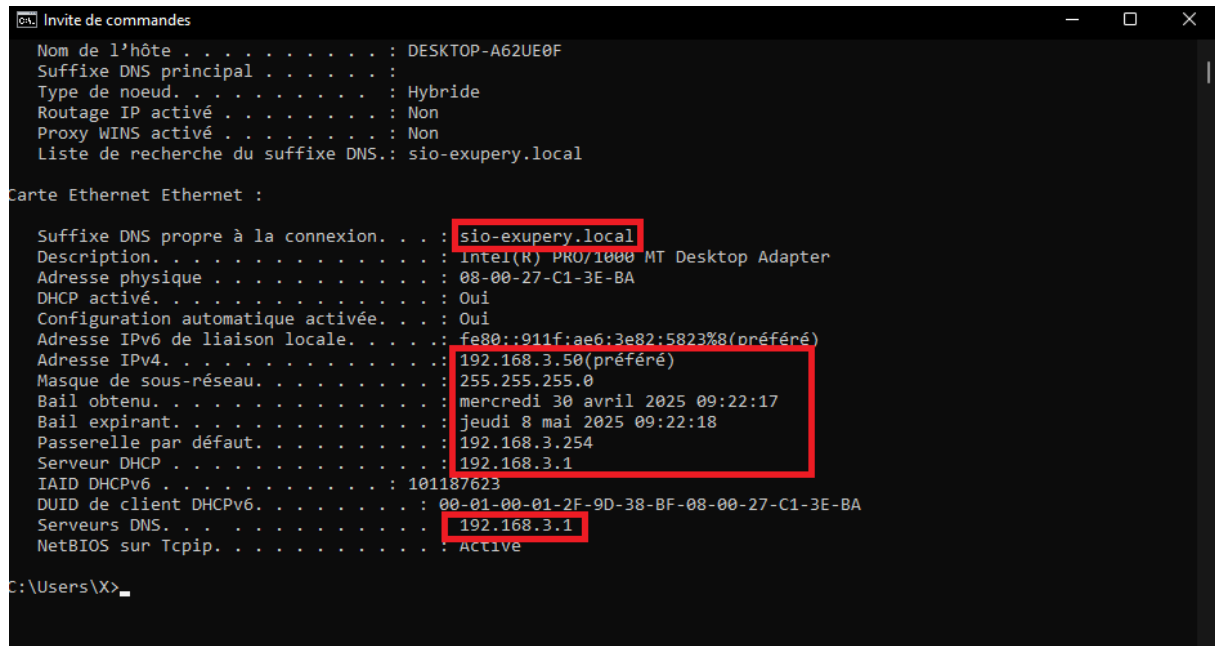 Invite de commandes
Nom de l’hôte . . . . . . . . . . : DESKTOP-A62UE0F
Suffixe DNS principal . . . . . . :
Type de noeud. . . . . . . . . .  : Hybride
Routage IP activé . . . . . . . . : Non
Proxy WINS activé . . . . . . . . : Non
Liste de recherche du suffixe DNS.: sio-exupery.local
Carte Ethernet Ethernet :
Suffixe DNS propre à la connexion. . . : sio-exupery.local
Description. . . . . . . . . . . . . . : Intel(R) PRO/1000 MT Desktop Adapter
Adresse physique . . . . . . . . . . . : 08-00-27-C1-3E-BA
DHCP activé. . . . . . . . . . . . . . : Oui
Configuration automatique activée. . . : Oui
Adresse IPv6 de liaison locale. . . . .: fe80::911f:ae6:3e82:5823%8(préféré)
Adresse IPv4. . . . . . . . . . . . . .: 192.168.3.50(préféré)
Masque de sous-réseau. . . . . . . . . : 255.255.255.0
Bail obtenu. . . . . . . . . . . . . . : mercredi 30 avril 2025 09:22:17
Bail expirant. . . . . . . . . . . . . : jeudi 8 mai 2025 09:22:18
Passerelle par défaut. . . . . . . . . : 192.168.3.254
Serveur DHCP . . . . . . . . . . . . . : 192.168.3.1
IAID DHCPv6 . . . . . . . . . . . : 101187623
DUID de client DHCPv6. . . . . . . . : 00-01-00-01-2F-9D-38-BF-08-00-27-C1-3E-BA
Serveurs DNS. . .  . . . . . . . . . . 192.168.3.1
NetBIOS sur Tcpip. . . . . . . . . . . : Activé
C:\Users\X>